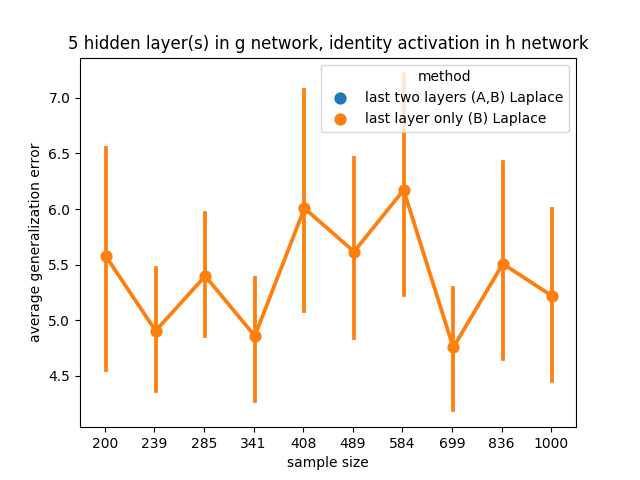 5 hidden layer(s) in g network, identity activation in h network
method
last two layers (A,B) Laplace
last layer only (B) Laplace
7.0
6.5
6.0
5.5
5.0
4.5
average generalization error
200 239 285 341 408 489 584 699 836 1000
sample size